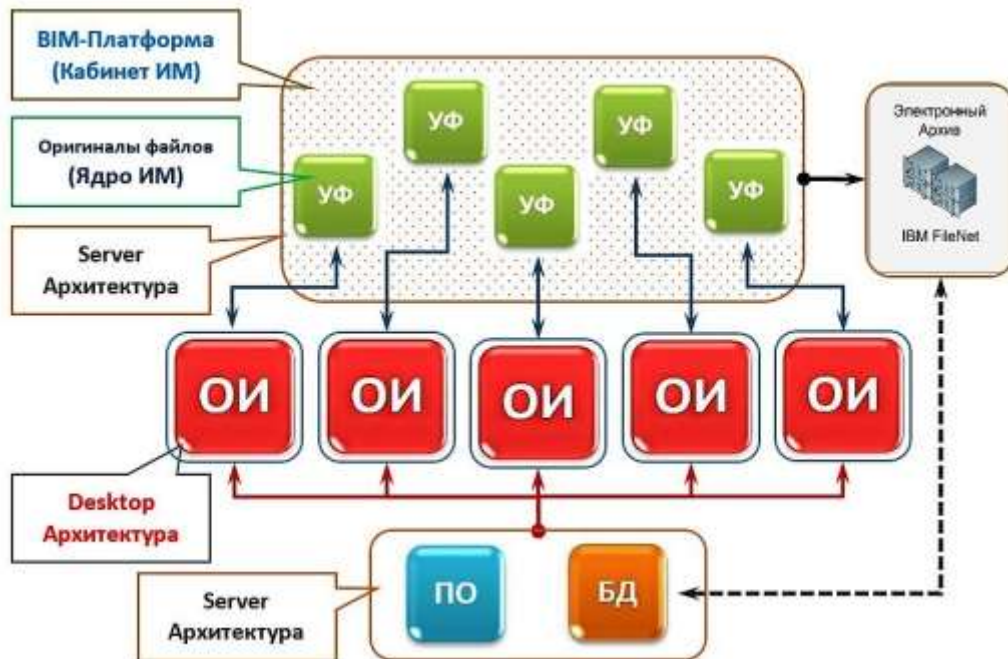 BIM-Платформа
(Кабинет ИМ)
Оригиналы файлов
(Ядро ИМ)
Server
Архитектура
УФ
УФ
УФ
УФ
УФ
Электронный
Архив
IBM FileNet
ОИ
ОИ
ОИ
ОИ
ОИ
Desktop
Архитектура
Server
Архитектура
ПО
БД